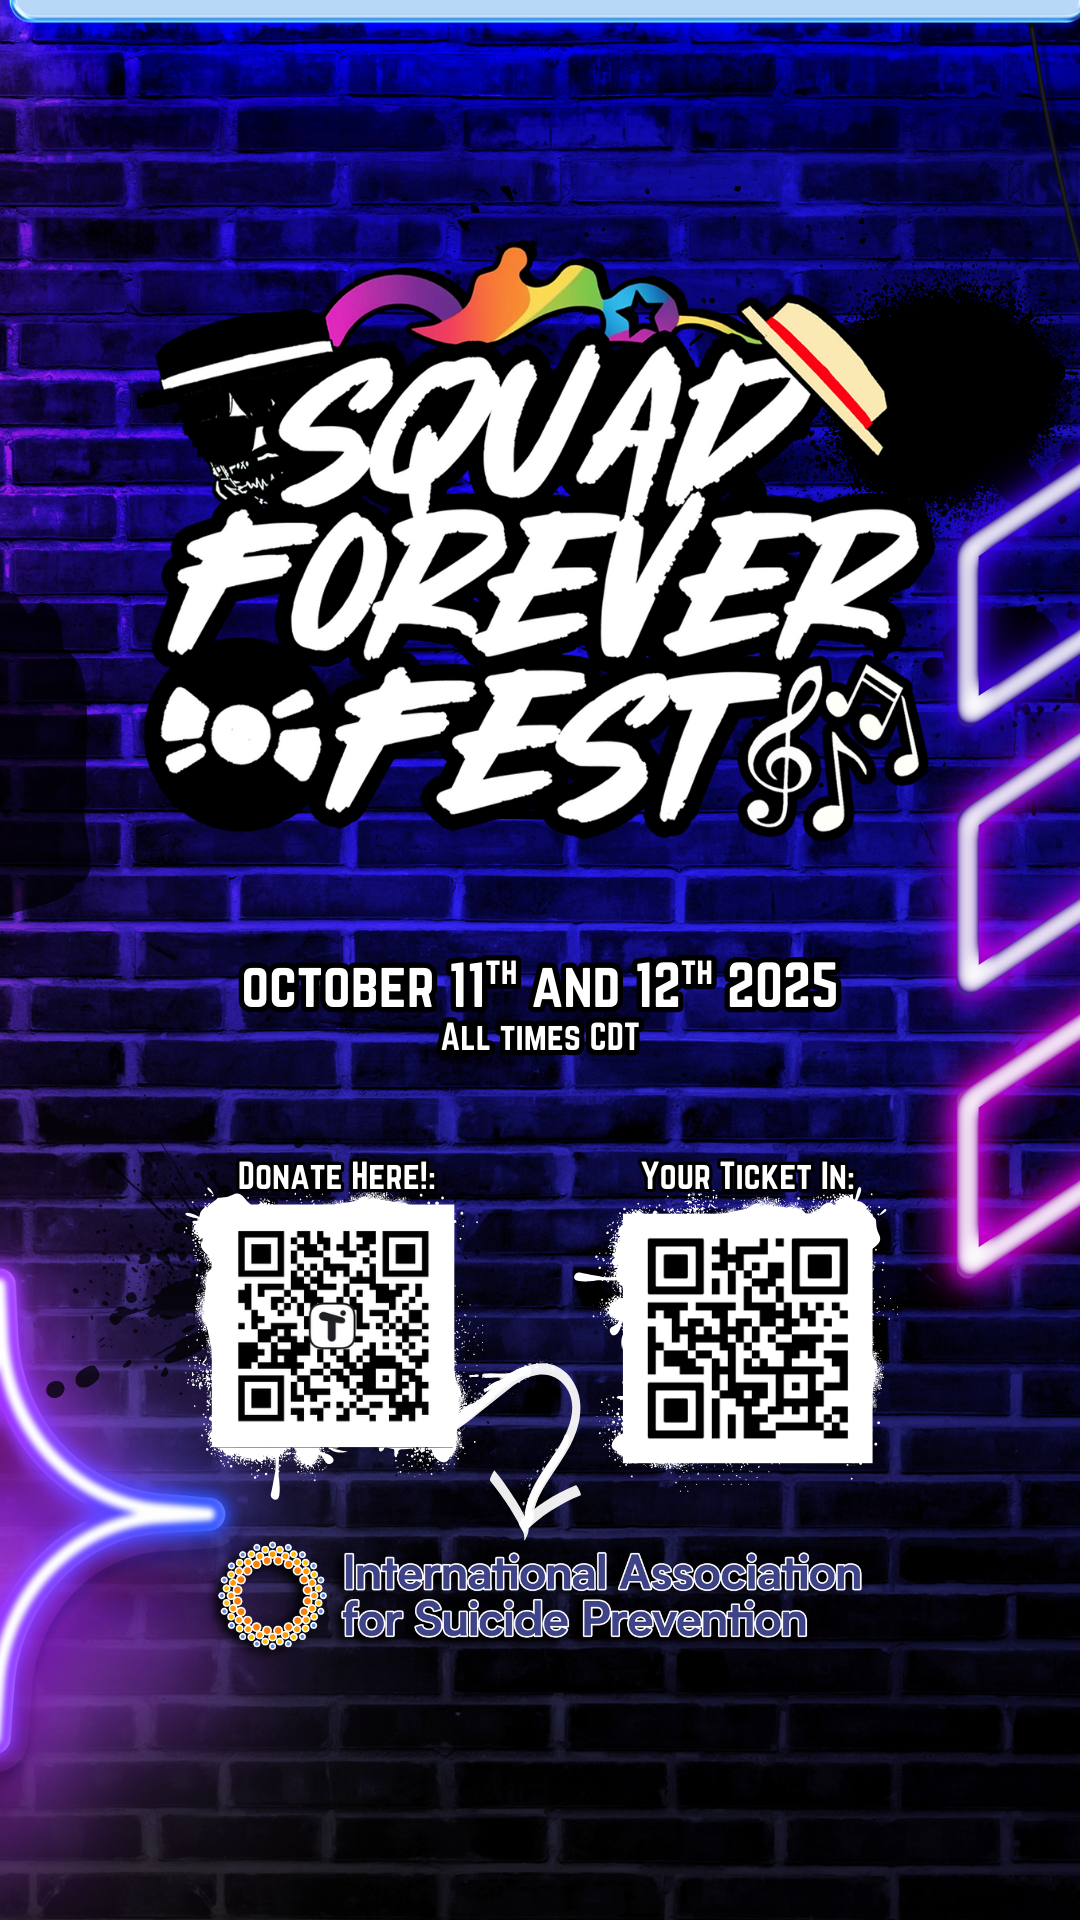 SQUAD
FOREVER
FEST
OCTOBER 11TH AND 12TH 2025
ALL TIMES CDT
DONATE HERE!:
YOUR TICKET IN:
T
International Association
for Suicide Prevention